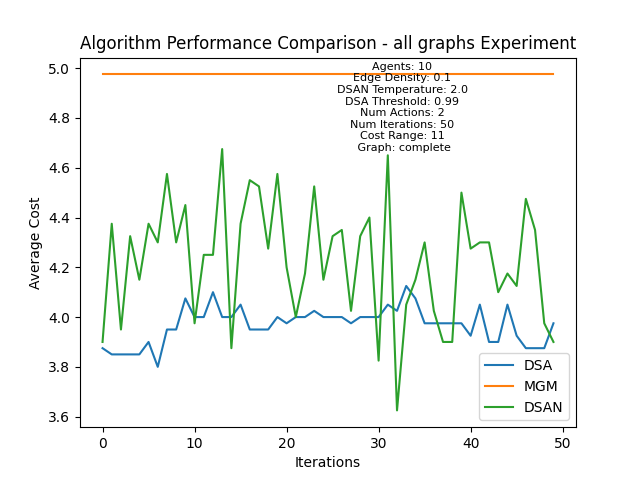 Algorithm Performance Comparison - all graphs Experiment
5.0
4.8
4.6
4.4
4.2
4.0
3.8
3.6
Average Cost
Agents: 10
Edge Density: 0.1
DSAN Temperature: 2.0
DSA Threshold: 0.99
Num Actions: 2
Num Iterations: 50
Cost Range: 11
Graph: complete
DSA
MGM
DSAN
0 10 20 30 40 50
Iterations